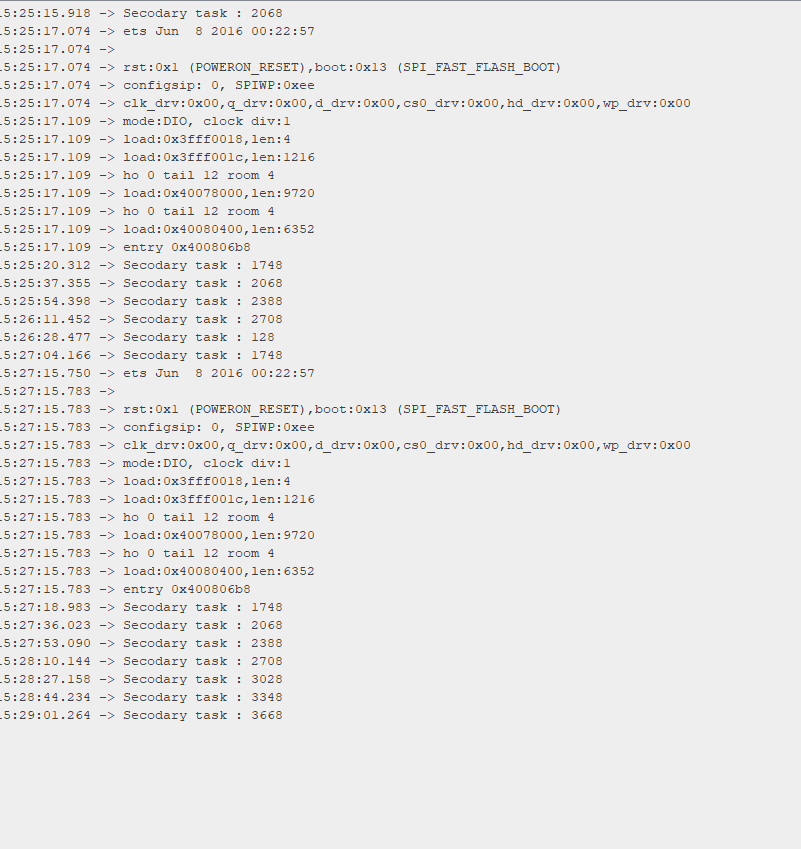 5:25:15.918 -> Secodary task : 2068
5:25:17.074 -> ets Jun  8 2016 00:22:57
5:25:17.074 ->
5:25:17.074 -> rst:0x1 (POWERON_RESET),boot:0x13 (SPI_FAST_FLASH_BOOT)
5:25:17.074 -> configsip: 0, SPIWP:0xee
5:25:17.074 -> clk_drv:0x00,q_drv:0x00,d_drv:0x00,cs0_drv:0x00,hd_drv:0x00,wp_drv:0x00
5:25:17.109 -> mode:DIO, clock div:1
5:25:17.109 -> load:0x3fff0018,len:4
5:25:17.109 -> load:0x3fff001c,len:1216
5:25:17.109 -> ho 0 tail 12 room 4
5:25:17.109 -> load:0x40078000,len:9720
5:25:17.109 -> ho 0 tail 12 room 4
5:25:17.109 -> load:0x40080400,len:6352
5:25:17.109 -> entry 0x400806b8
5:25:20.312 -> Secodary task : 1748
5:25:37.355 -> Secodary task : 2068
5:25:54.398 -> Secodary task : 2388
5:26:11.452 -> Secodary task : 2708
5:26:28.477 -> Secodary task : 128
5:27:04.166 -> Secodary task : 1748
5:27:15.750 -> ets Jun  8 2016 00:22:57
5:27:15.783 ->
5:27:15.783 -> rst:0x1 (POWERON_RESET),boot:0x13 (SPI_FAST_FLASH_BOOT)
5:27:15.783 -> configsip: 0, SPIWP:0xee
5:27:15.783 -> clk_drv:0x00,q_drv:0x00,d_drv:0x00,cs0_drv:0x00,hd_drv:0x00,wp_drv:0x00
5:27:15.783 -> mode:DIO, clock div:1
5:27:15.783 -> load:0x3fff0018,len:4
5:27:15.783 -> load:0x3fff001c,len:1216
5:27:15.783 -> ho 0 tail 12 room 4
5:27:15.783 -> load:0x40078000,len:9720
5:27:15.783 -> ho 0 tail 12 room 4
5:27:15.783 -> load:0x40080400,len:6352
5:27:15.783 -> entry 0x400806b8
5:27:18.983 -> Secodary task : 1748
5:27:36.023 -> Secodary task : 2068
5:27:53.090 -> Secodary task : 2388
5:28:10.144 -> Secodary task : 2708
5:28:27.158 -> Secodary task : 3028
5:28:44.234 -> Secodary task : 3348
5:29:01.264 -> Secodary task : 3668